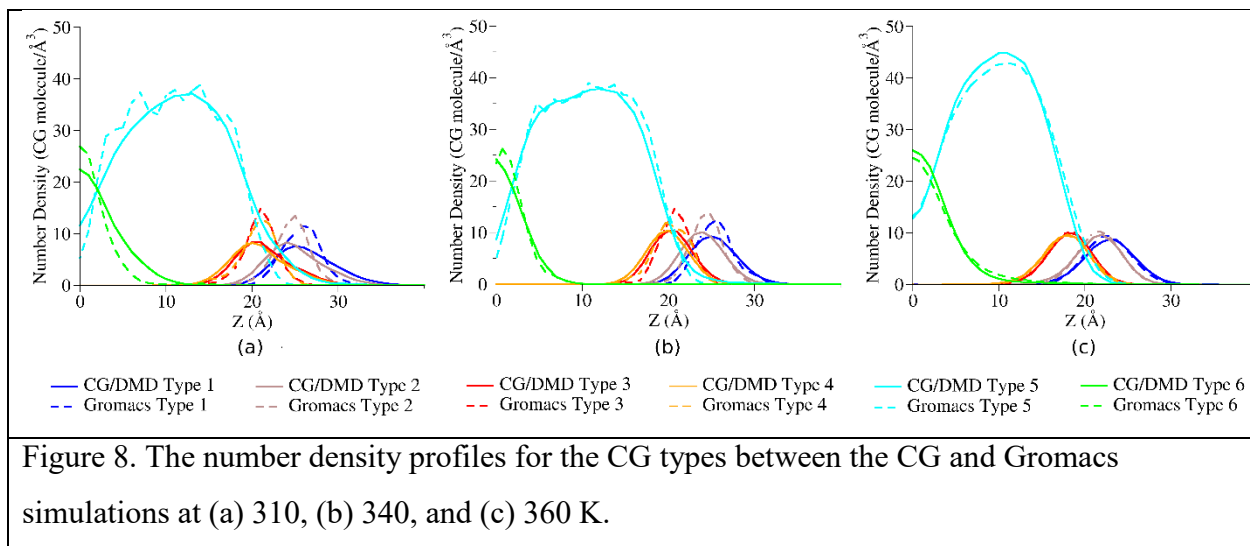 50 50 50
40 40 40
30 30 30
20 20 20
10 10 10
0 0 0
Number Density (CG molecule/Å³) Number Density (CG molecule/Å³) Number Density (CG molecule/Å³)
0 10 20 30 0 10 20 30 0 10 20 30
Z (Å) Z (Å) Z (Å)
(a) (b) (c)
CG/DMD Type 1 CG/DMD Type 2 CG/DMD Type 3 CG/DMD Type 4 CG/DMD Type 5 CG/DMD Type 6
Gromacs Type 1 Gromacs Type 2 Gromacs Type 3 Gromacs Type 4 Gromacs Type 5 Gromacs Type 6
Figure 8. The number density profiles for the CG types between the CG and Gromacs
simulations at (a) 310, (b) 340, and (c) 360 K.